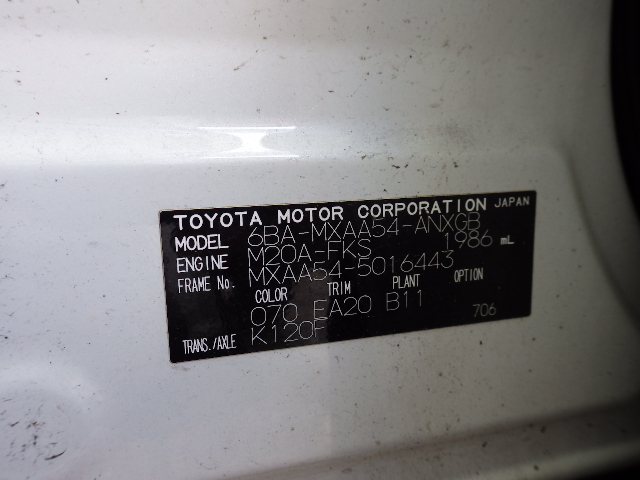 TOYOTA MOTOR CORPORATION JAPAN
MODEL 6BA-MXAA54-ANXGB
ENGINE M20A-FKS 1986 mL
FRAME No. MXAA54-5016443
COLOR TRIM PLANT OPTION
070 EA20 B11
TRANS./AXLE K120F 706